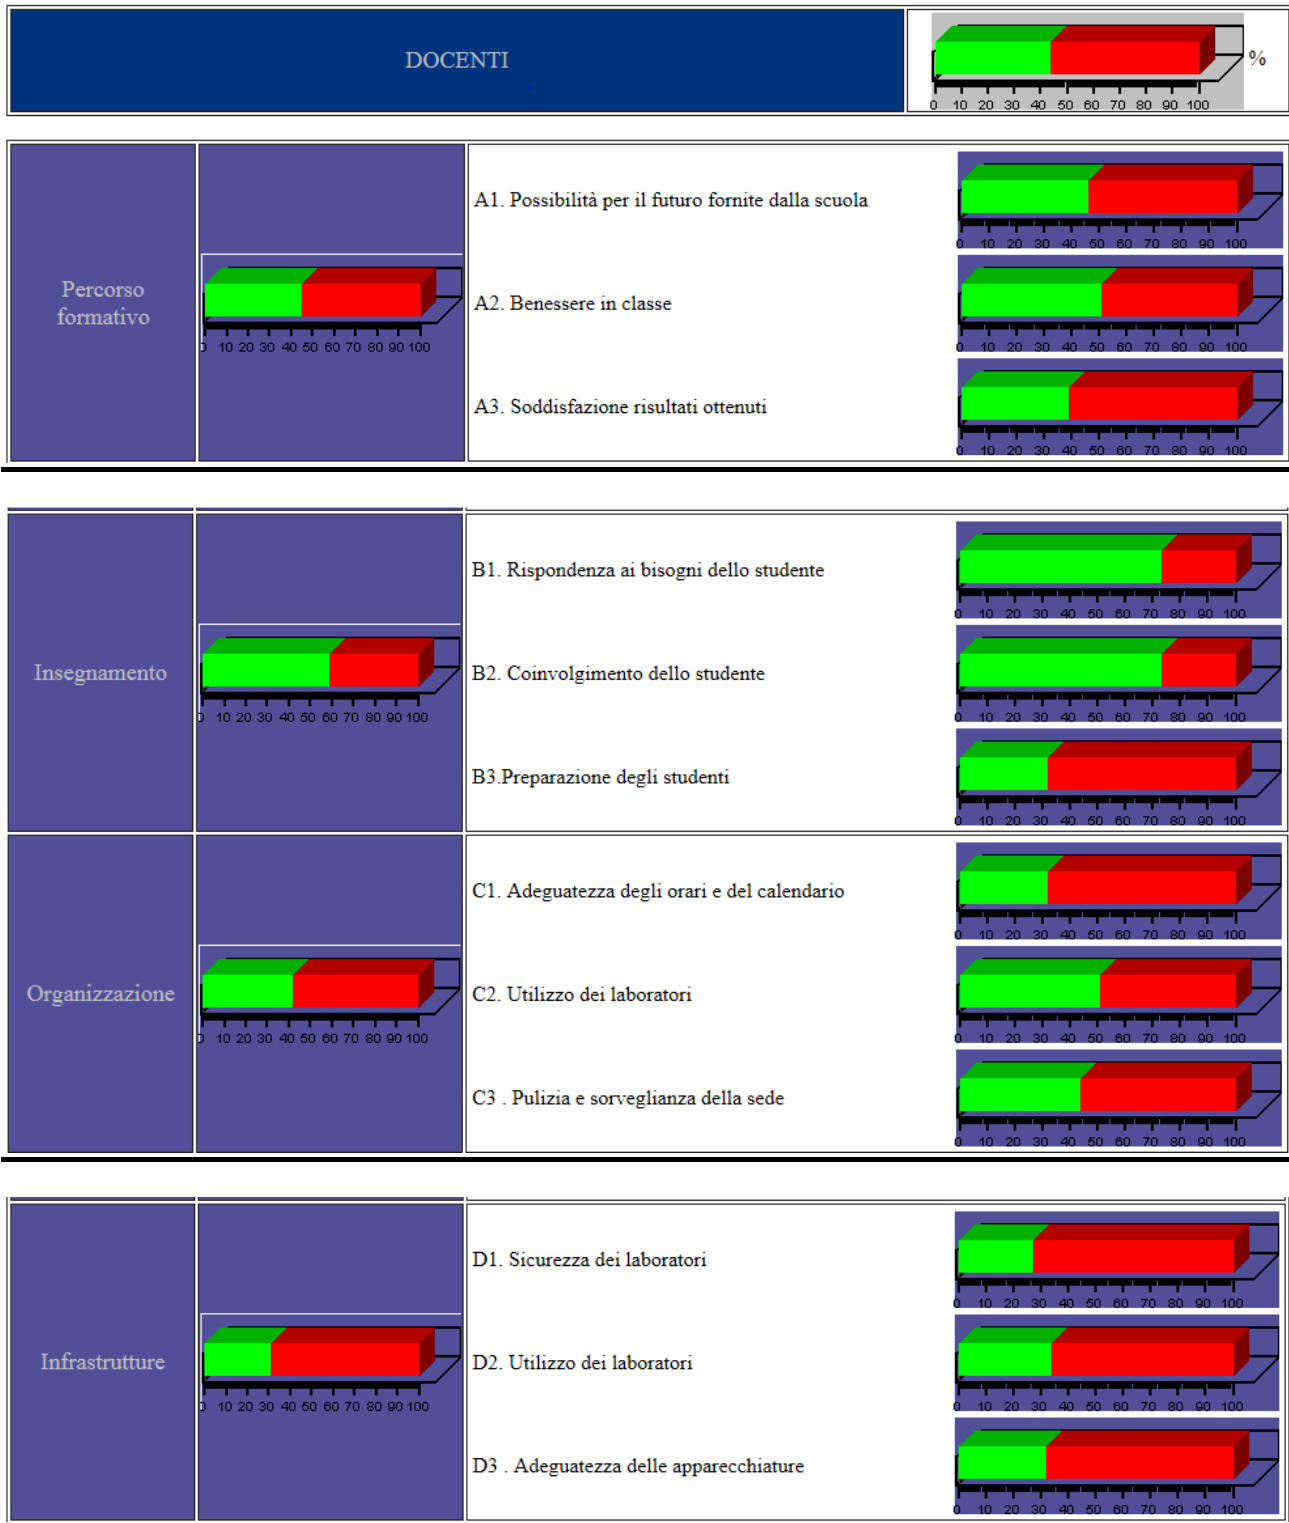 DOCENTI
%
0 10 20 30 40 50 60 70 80 90 100
Percorso
formativo
0 10 20 30 40 50 60 70 80 90 100
A1. Possibilità per il futuro fornite dalla scuola
0 10 20 30 40 50 60 70 80 90 100
A2. Benessere in classe
0 10 20 30 40 50 60 70 80 90 100
A3. Soddisfazione risultati ottenuti
0 10 20 30 40 50 60 70 80 90 100
Insegnamento
0 10 20 30 40 50 60 70 80 90 100
B1. Rispondenza ai bisogni dello studente
0 10 20 30 40 50 60 70 80 90 100
B2. Coinvolgimento dello studente
0 10 20 30 40 50 60 70 80 90 100
B3.Preparazione degli studenti
0 10 20 30 40 50 60 70 80 90 100
Organizzazione
0 10 20 30 40 50 60 70 80 90 100
C1. Adeguatezza degli orari e del calendario
0 10 20 30 40 50 60 70 80 90 100
C2. Utilizzo dei laboratori
0 10 20 30 40 50 60 70 80 90 100
C3 . Pulizia e sorveglianza della sede
0 10 20 30 40 50 60 70 80 90 100
Infrastrutture
0 10 20 30 40 50 60 70 80 90 100
D1. Sicurezza dei laboratori
0 10 20 30 40 50 60 70 80 90 100
D2. Utilizzo dei laboratori
0 10 20 30 40 50 60 70 80 90 100
D3 . Adeguatezza delle apparecchiature
0 10 20 30 40 50 60 70 80 90 100